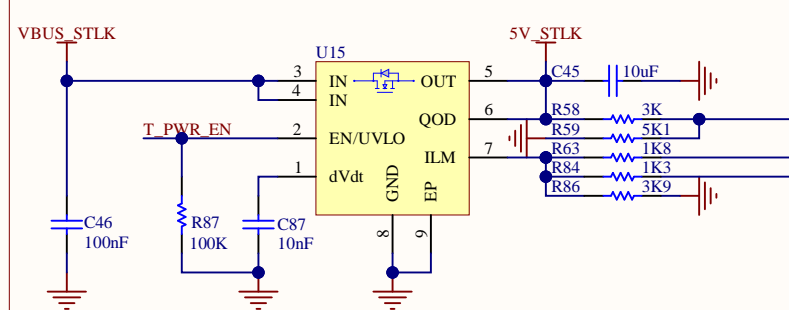 VBUS_STLK
5V_STLK
U15
3 IN OUT 5 C45 10uF
4 IN
QOD 6 R58 3K
T_PWR_EN 2 EN/UVLO R59 5K1
ILM 7 R63 1K8
1 dVdt R84 1K3
R86 3K9
GND EP
C46 R87 C87 8 9
100nF 100K 10nF